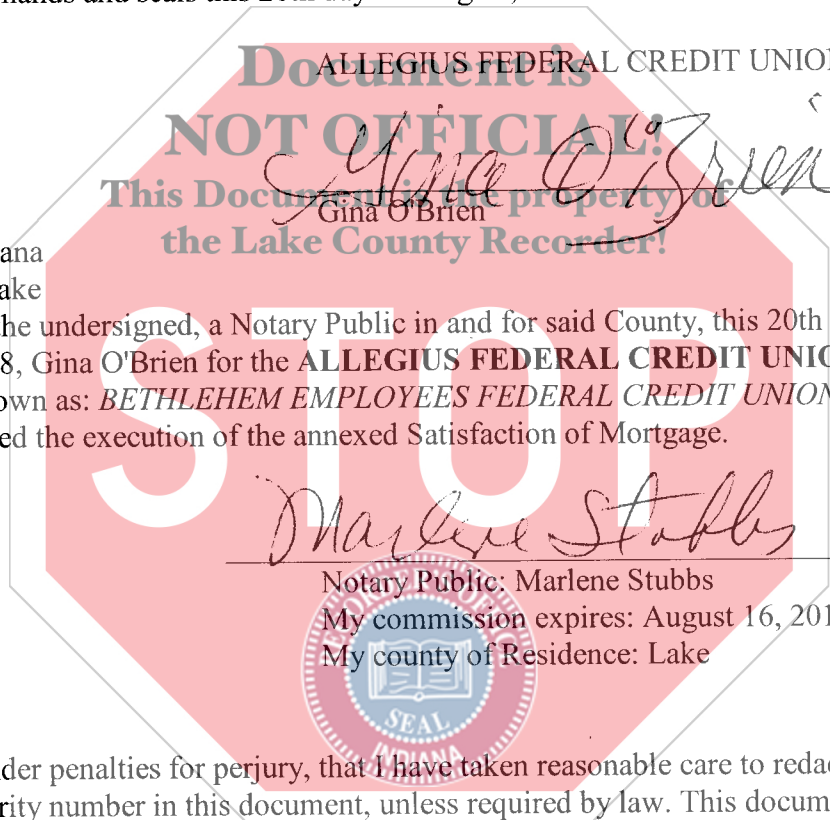 ALLEGIUS FEDERAL CREDIT UNIO
Document is
NOT OFFICIAL!
Gina O'Brien
This Document is the property of
Gina O'Brien
the Lake County Recorder!
iana
ake
he undersigned, a Notary Public in and for said County, this 20th
8, Gina O'Brien for the ALLEGIUS FEDERAL CREDIT UNIO
own as: BETHLEHEM EMPLOYEES FEDERAL CREDIT UNION
ed the execution of the annexed Satisfaction of Mortgage.
STOP
Marlene Stubbs
Notary Public: Marlene Stubbs
My commission expires: August 16, 201
My county of Residence: Lake
SEAL
INDIANA
der penalties for perjury, that I have taken reasonable care to reda
rity number in this document, unless required by law. This docum